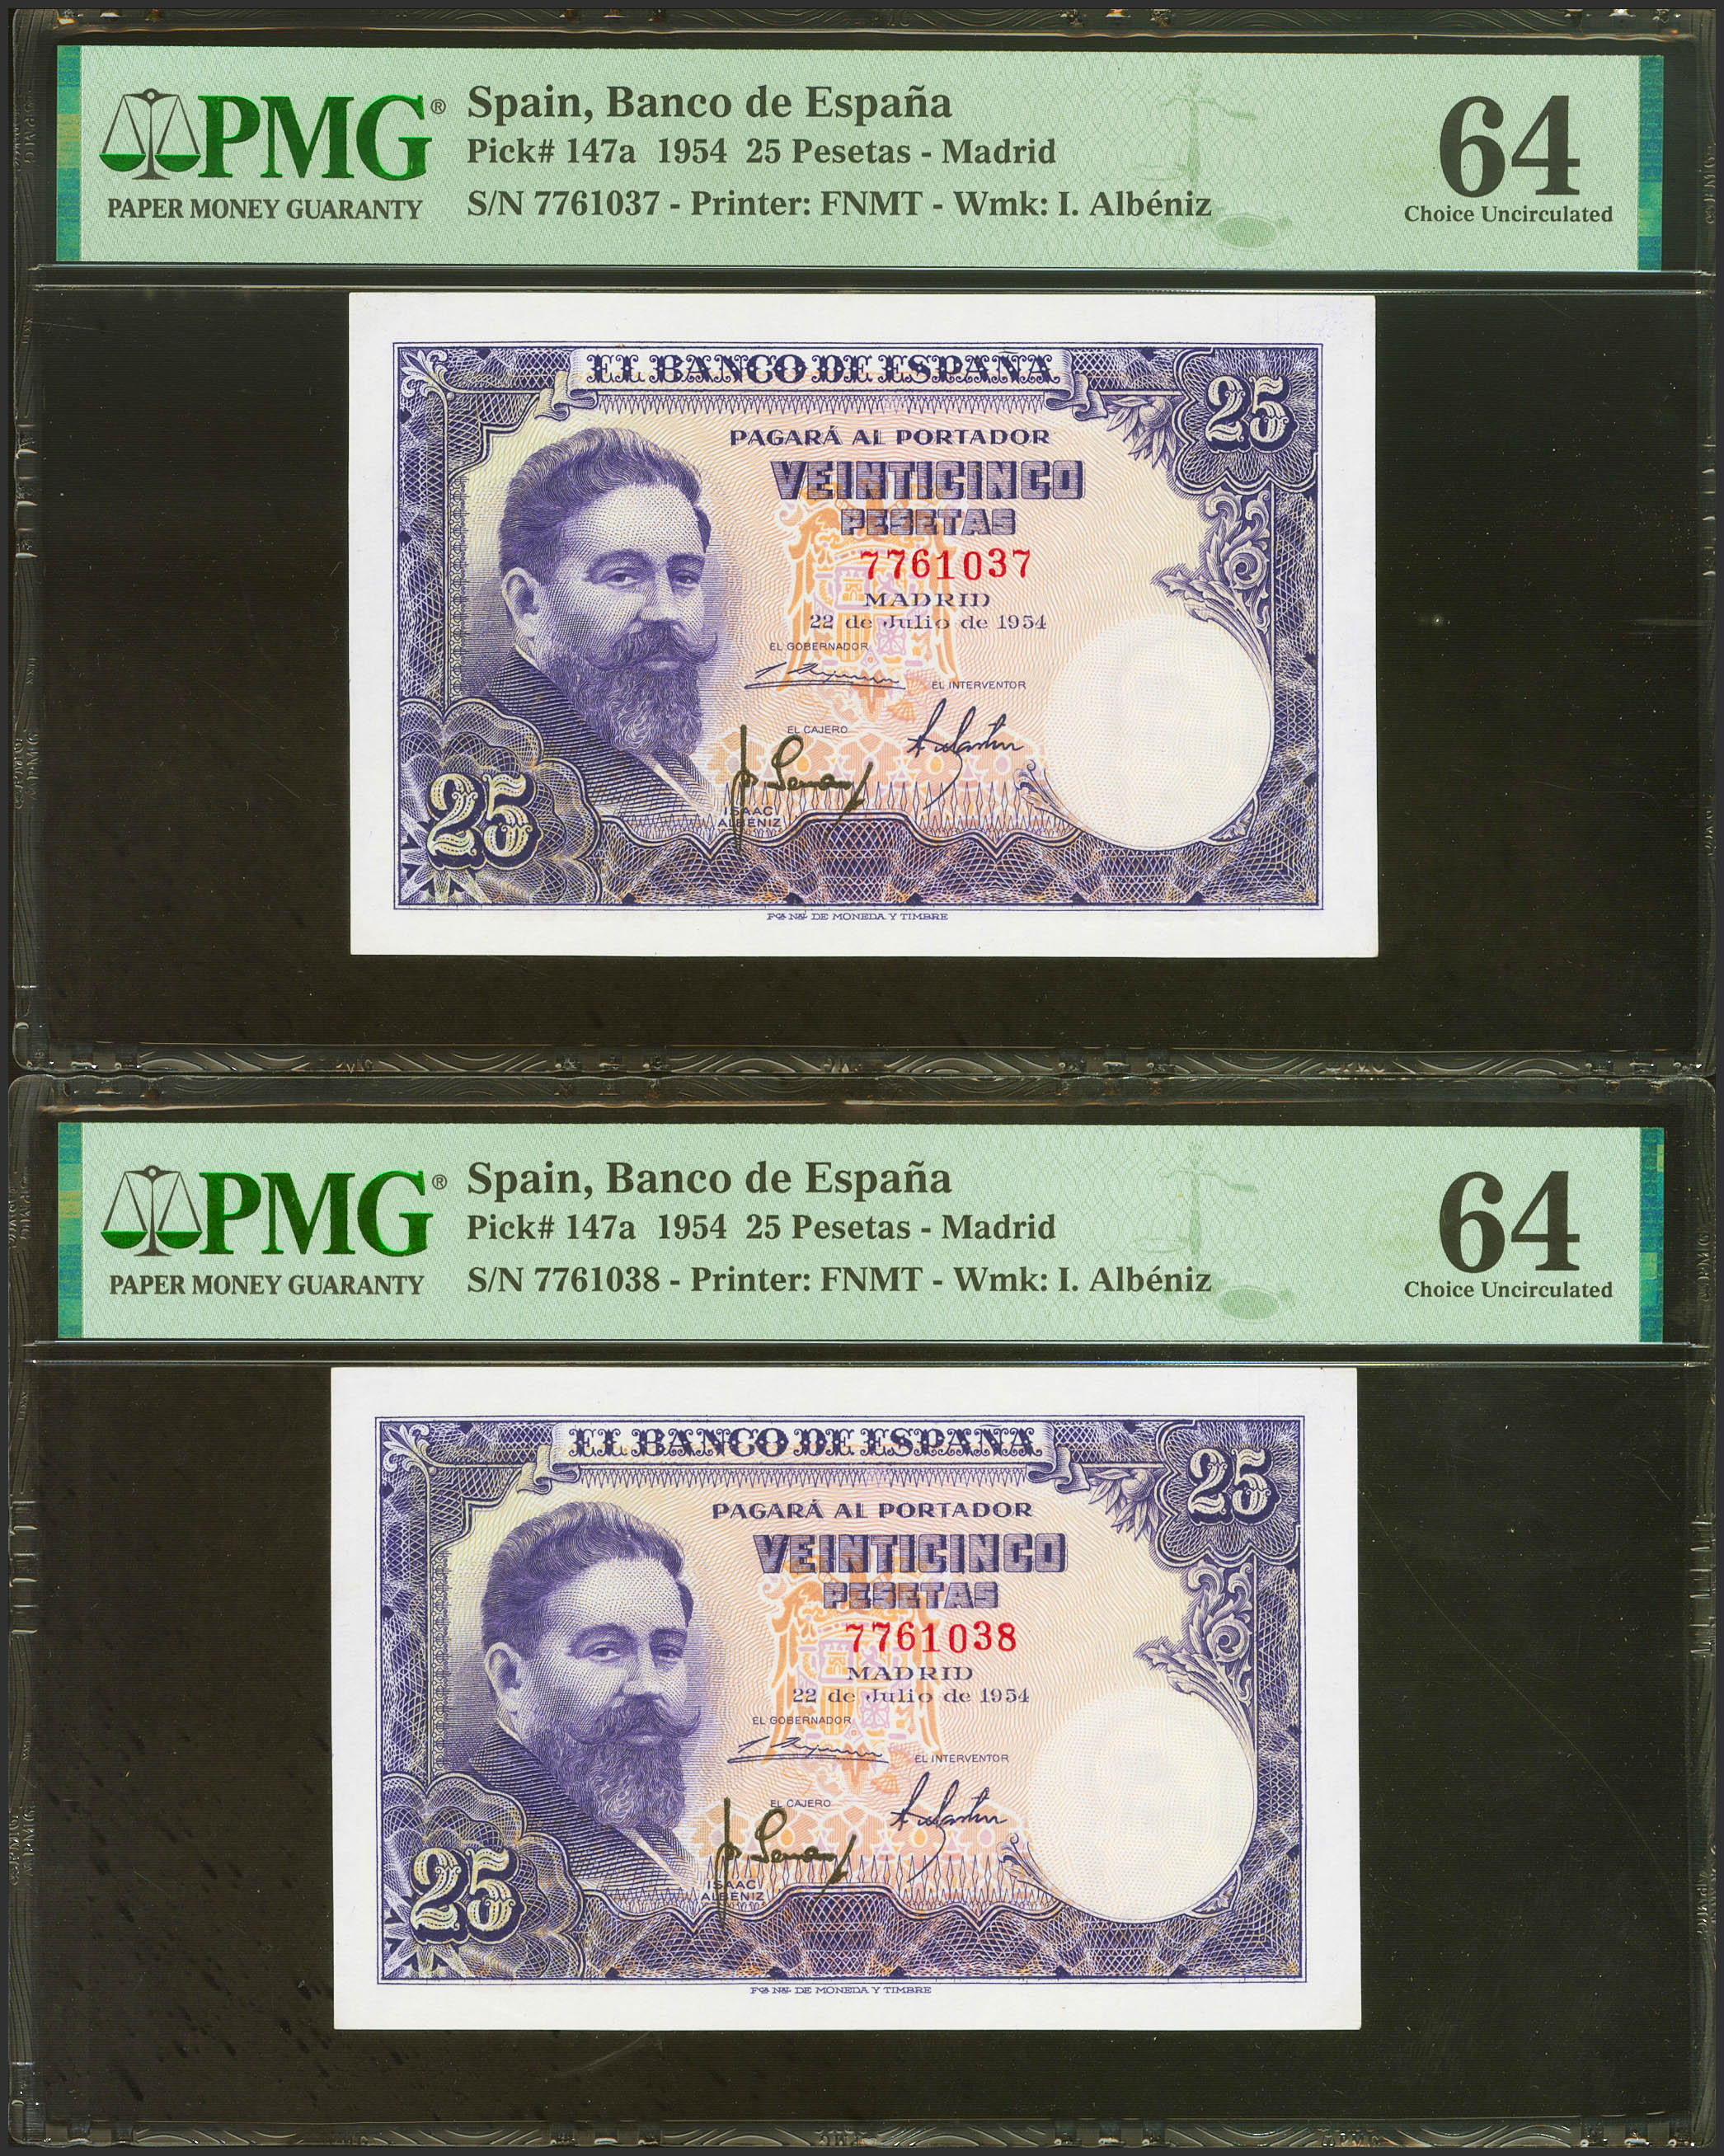 PMG®
PAPER MONEY GUARANTY
Spain, Banco de España
Pick# 147a 1954 25 Pesetas - Madrid
S/N 7761037 - Printer: FNMT - Wmk: I. Albéniz
64
Choice Uncirculated
EL BANCO DE ESPAÑA
25
PAGARÁ AL PORTADOR
VEINTICINCO
PESETAS
7761037
MADRID
22 de Julio de 1954
EL GOBERNADOR
EL INTERVENTOR
EL CAJERO
ISAAC
ALBENIZ
25
FCA NAL DE MONEDA Y TIMBRE
PMG®
PAPER MONEY GUARANTY
Spain, Banco de España
Pick# 147a 1954 25 Pesetas - Madrid
S/N 7761038 - Printer: FNMT - Wmk: I. Albéniz
64
Choice Uncirculated
EL BANCO DE ESPAÑA
25
PAGARÁ AL PORTADOR
VEINTICINCO
PESETAS
7761038
MADRID
22 de Julio de 1954
EL GOBERNADOR
EL INTERVENTOR
EL CAJERO
ISAAC
ALBENIZ
25
FCA NAL DE MONEDA Y TIMBRE